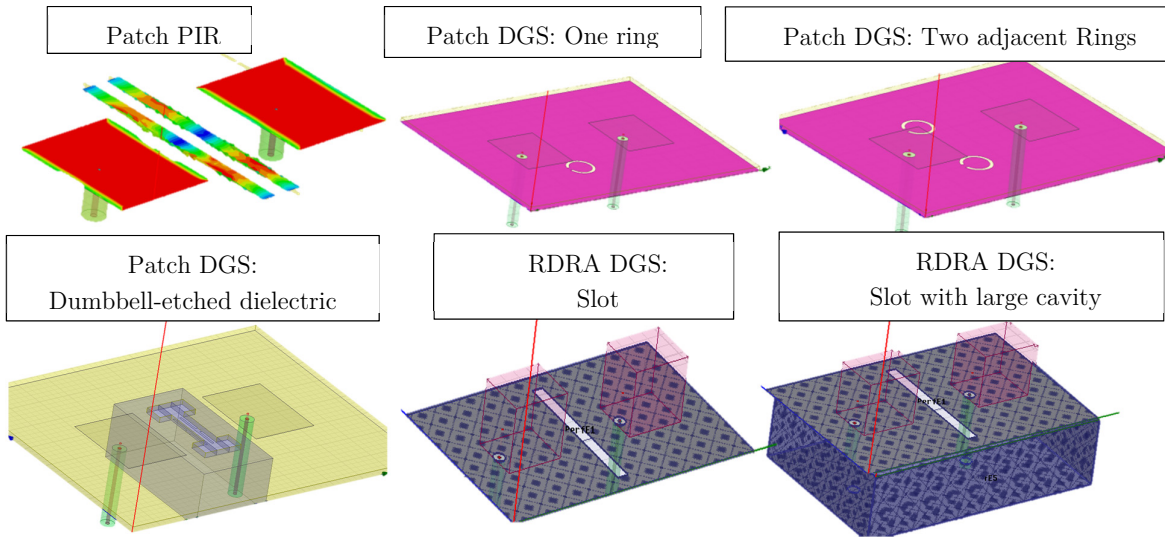 Patch PIR
Patch DGS: One ring
Patch DGS: Two adjacent Rings
Patch DGS:
Dumbbell-etched dielectric
RDRA DGS:
Slot
RDRA DGS:
Slot with large cavity
PerfE1
PerfE1